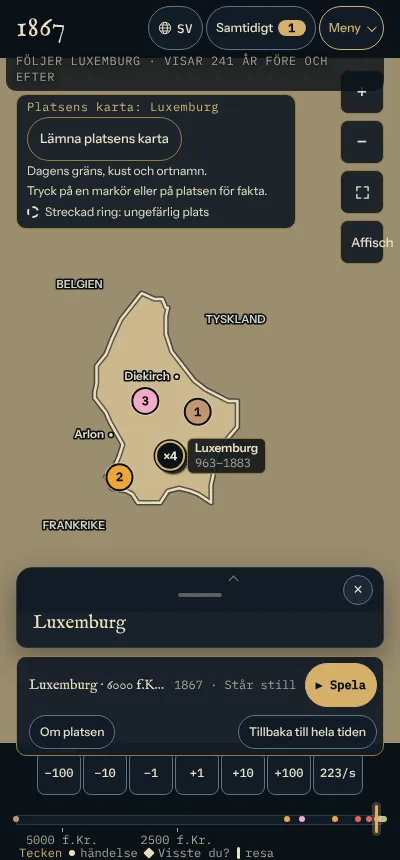 1867
SV
Samtidigt 1
Meny
FÖLJER LUXEMBURG · VISAR 241 ÅR FÖRE OCH
EFTER
+
Platsens karta: Luxemburg
Lämna platsens karta
−
Dagens gräns, kust och ortnamn.
Tryck på en markör eller på platsen för fakta.
Streckad ring: ungefärlig plats
Affisch
BELGIEN
TYSKLAND
Diekirch
3
1
Arlon
×4
Luxemburg
963–1883
2
FRANKRIKE
×
Luxemburg
Luxemburg · 6000 f.K… 1867 · Står still
▶ Spela
Om platsen
Tillbaka till hela tiden
−100 −10 −1 +1 +10 +100 223/s
5000 f.Kr. 2500 f.Kr.
Tecken händelse Visste du? resa